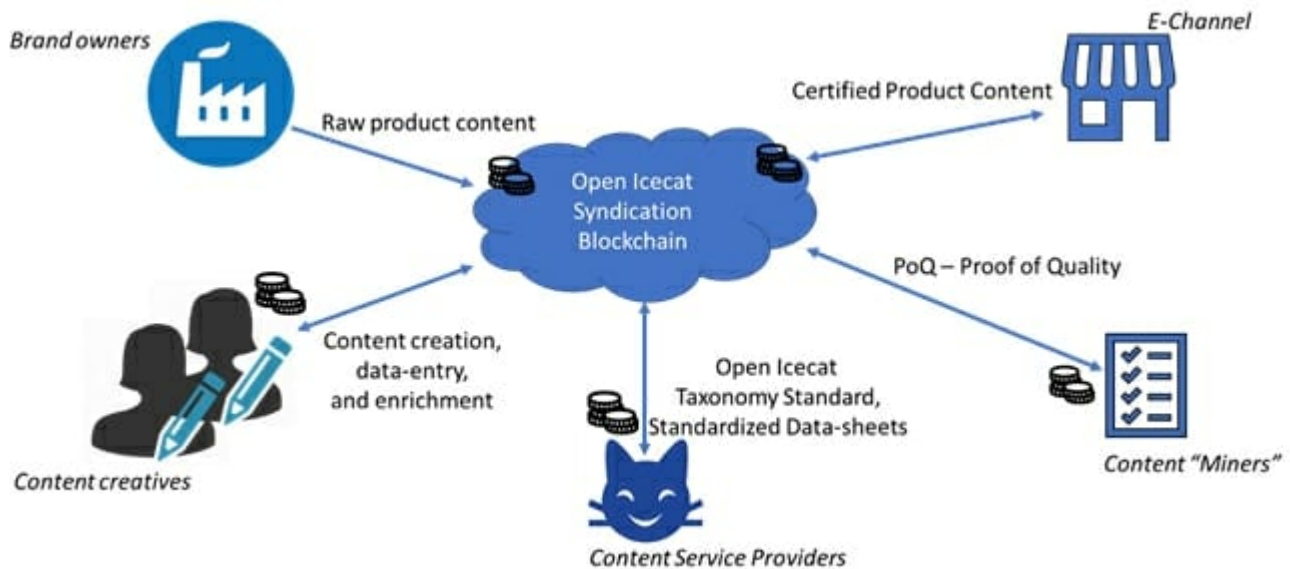 Brand owners
E-Channel
Raw product content
Certified Product Content
Open Icecat
Syndication
Blockchain
PoQ – Proof of Quality
Content creation,
data-entry,
and enrichment
Open Icecat
Taxonomy Standard,
Standardized Data-sheets
Content creatives
Content “Miners”
Content Service Providers